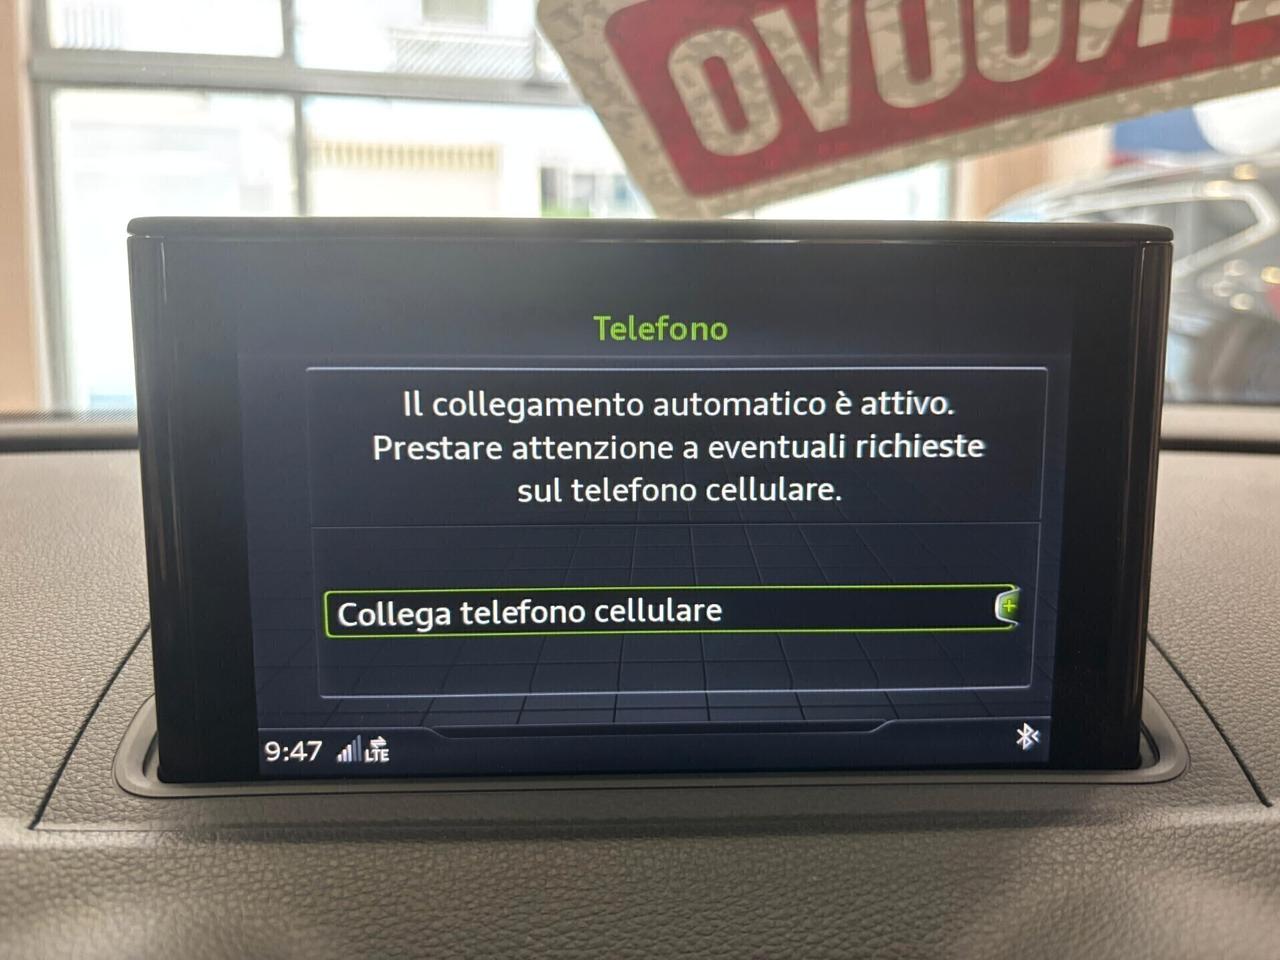 Telefono
Il collegamento automatico è attivo.
Prestare attenzione a eventuali richieste
sul telefono cellulare.
Collega telefono cellulare
9:47 LTE